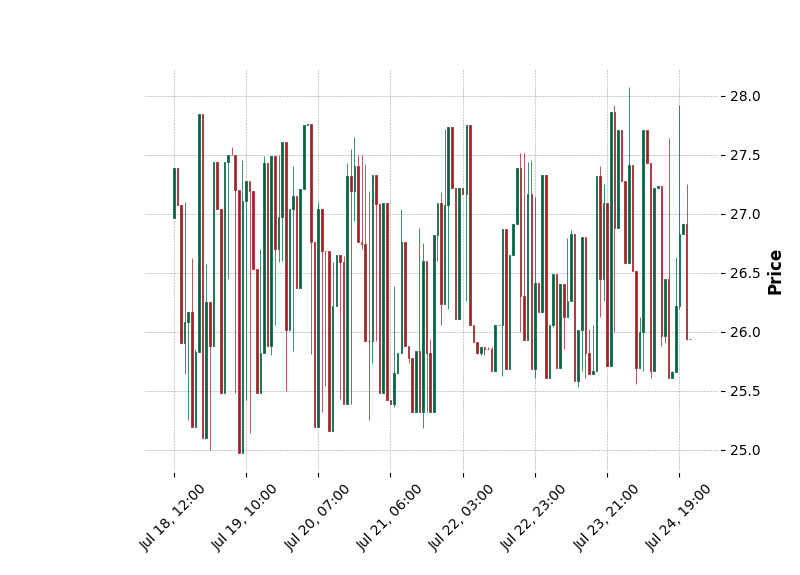 28.0
27.5
27.0
26.5
26.0
25.5
25.0
Price
Jul 18, 12:00
Jul 19, 10:00
Jul 20, 07:00
Jul 21, 06:00
Jul 22, 03:00
Jul 22, 23:00
Jul 23, 21:00
Jul 24, 19:00